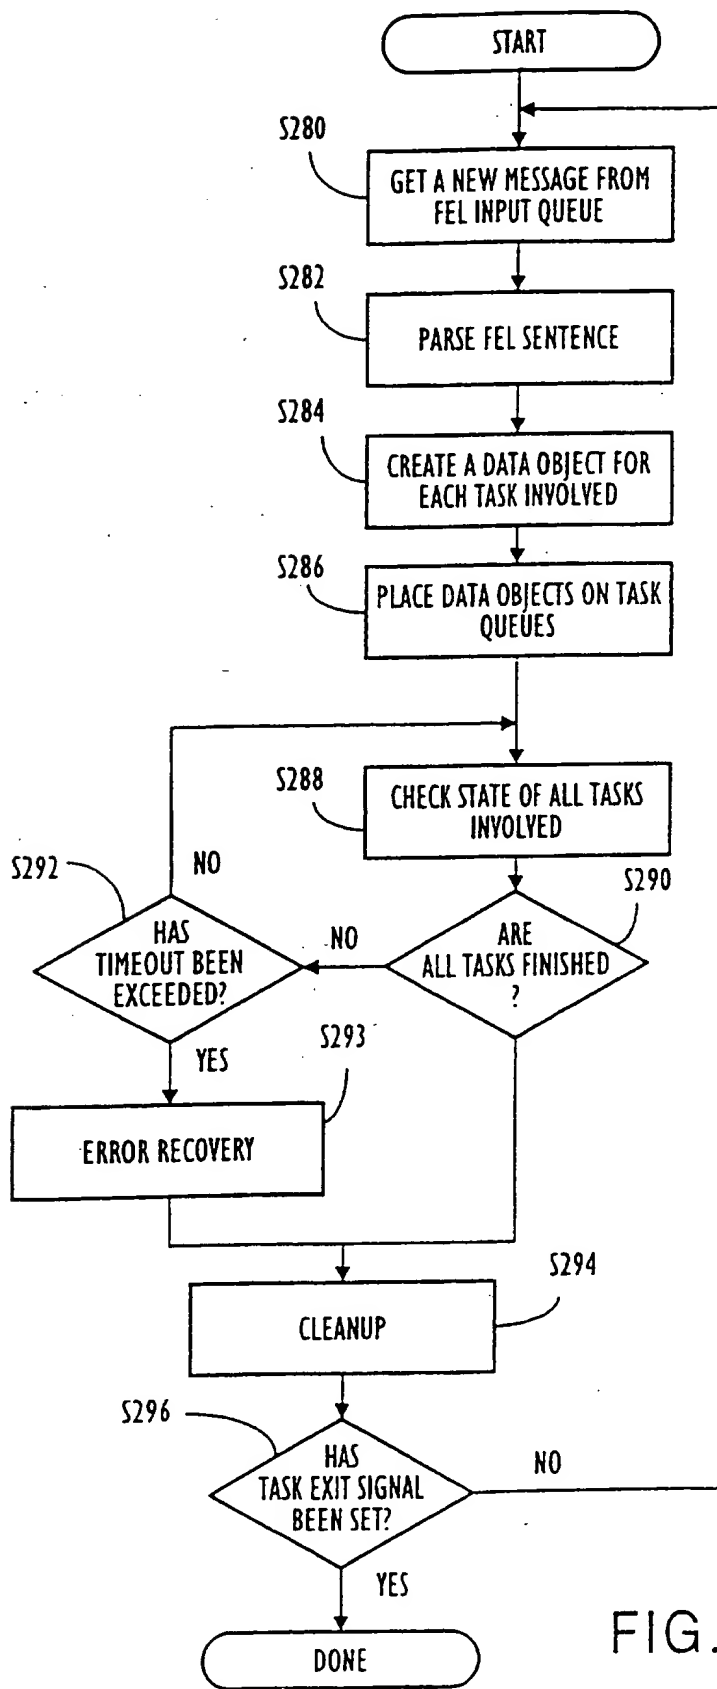 START
S280
GET A NEW MESSAGE FROM
FEL INPUT QUEUE
S282
PARSE FEL SENTENCE
S284
CREATE A DATA OBJECT FOR
EACH TASK INVOLVED
S286
PLACE DATA OBJECTS ON TASK
QUEUES
S288
CHECK STATE OF ALL TASKS
INVOLVED
S292
NO
S290
HAS
TIMEOUT BEEN
EXCEEDED?
NO
ARE
ALL TASKS FINISHED
?
YES
S293
ERROR RECOVERY
S294
CLEANUP
S296
HAS
TASK EXIT SIGNAL
BEEN SET?
NO
YES
DONE
FIG.